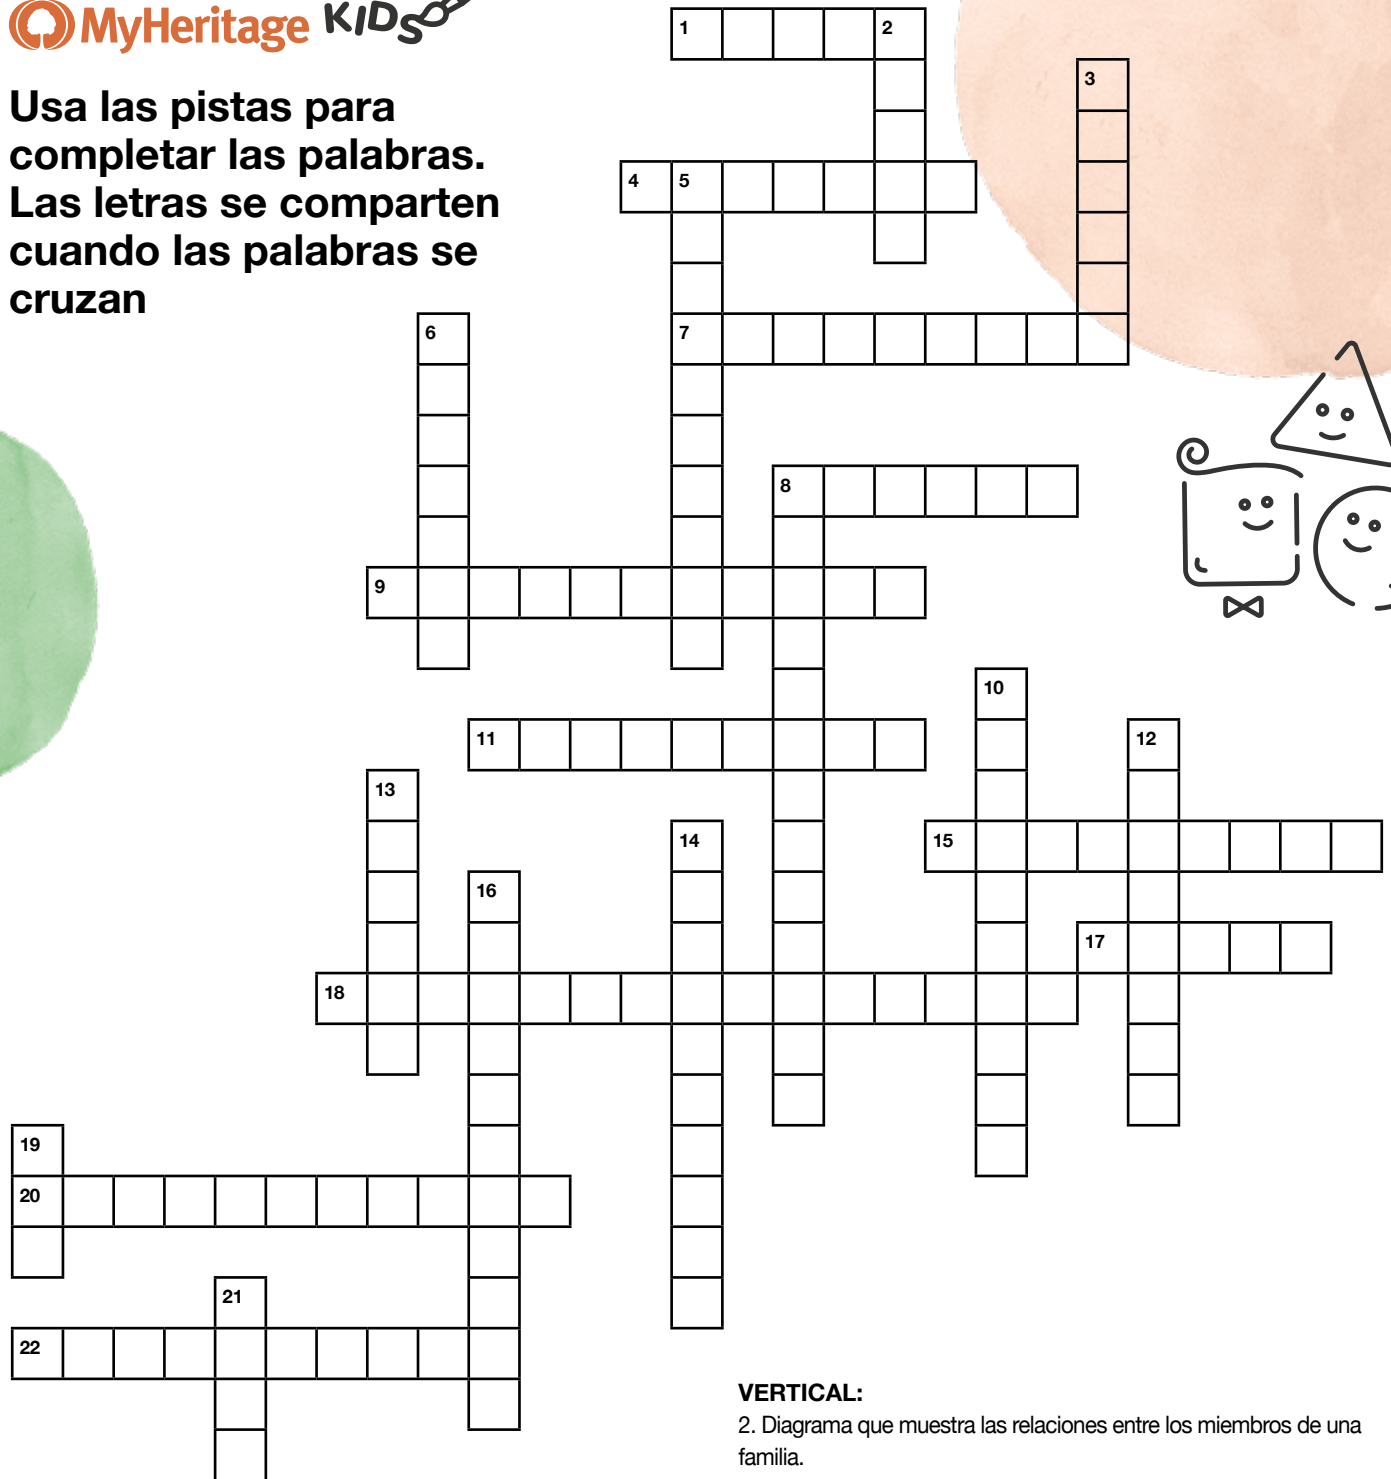 MyHeritage KIDS
Usa las pistas para
completar las palabras.
Las letras se comparten
cuando las palabras se
cruzan
1 2
3
4 5
6 7
8
9
10
11 12
13
14 15
16
17
18
19
20
21
22
VERTICAL:
2. Diagrama que muestra las relaciones entre los miembros de una
familia.